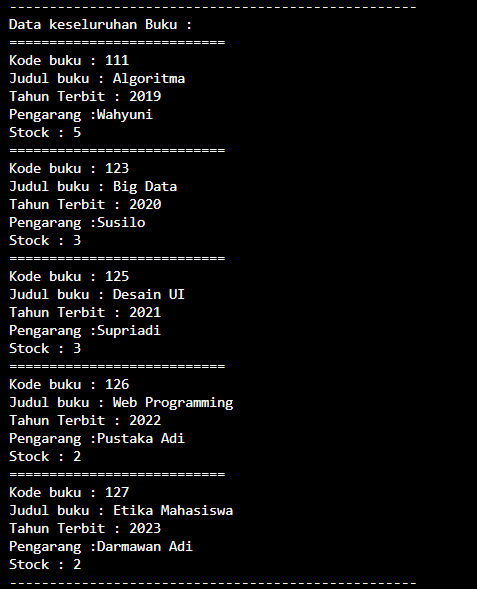 ---------------------------------------------------
Data keseluruhan Buku :
===========================
Kode buku : 111
Judul buku : Algoritma
Tahun Terbit : 2019
Pengarang :Wahyuni
Stock : 5
===========================
Kode buku : 123
Judul buku : Big Data
Tahun Terbit : 2020
Pengarang :Susilo
Stock : 3
===========================
Kode buku : 125
Judul buku : Desain UI
Tahun Terbit : 2021
Pengarang :Supriadi
Stock : 3
===========================
Kode buku : 126
Judul buku : Web Programming
Tahun Terbit : 2022
Pengarang :Pustaka Adi
Stock : 2
===========================
Kode buku : 127
Judul buku : Etika Mahasiswa
Tahun Terbit : 2023
Pengarang :Darmawan Adi
Stock : 2
---------------------------------------------------